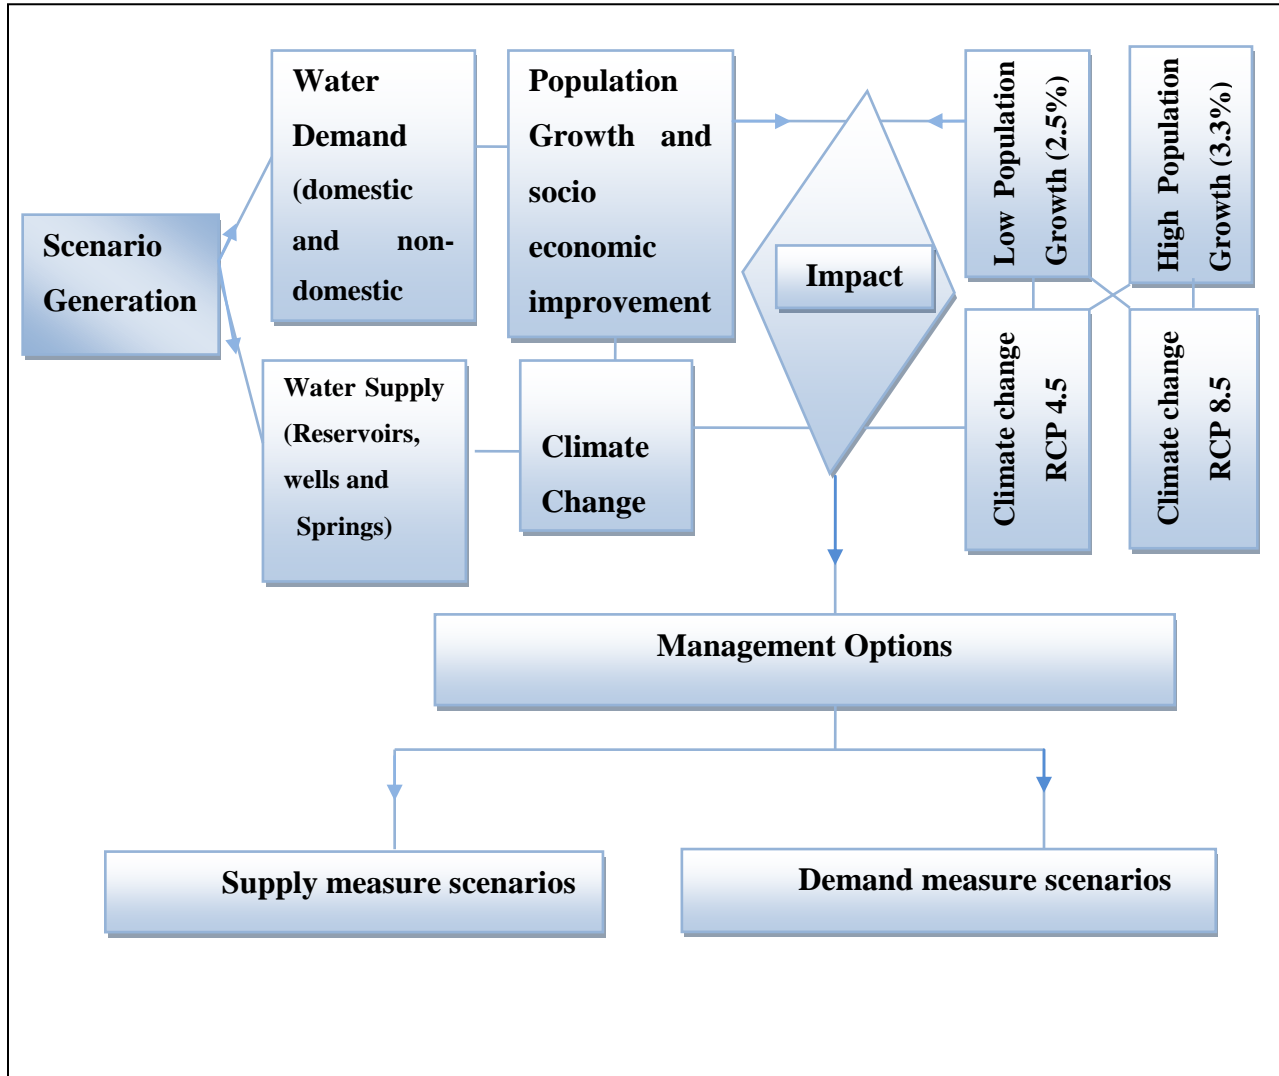 Scenario
Generation
Water
Demand
(domestic
and non-
domestic
Population
Growth and
socio
economic
improvement
Impact
Low Population
Growth (2.5%)
High Population
Growth (3.3%)
Water Supply
(Reservoirs,
wells and
Springs)
Climate
Change
Climate change
RCP 4.5
Climate change
RCP 8.5
Management Options
Supply measure scenarios
Demand measure scenarios